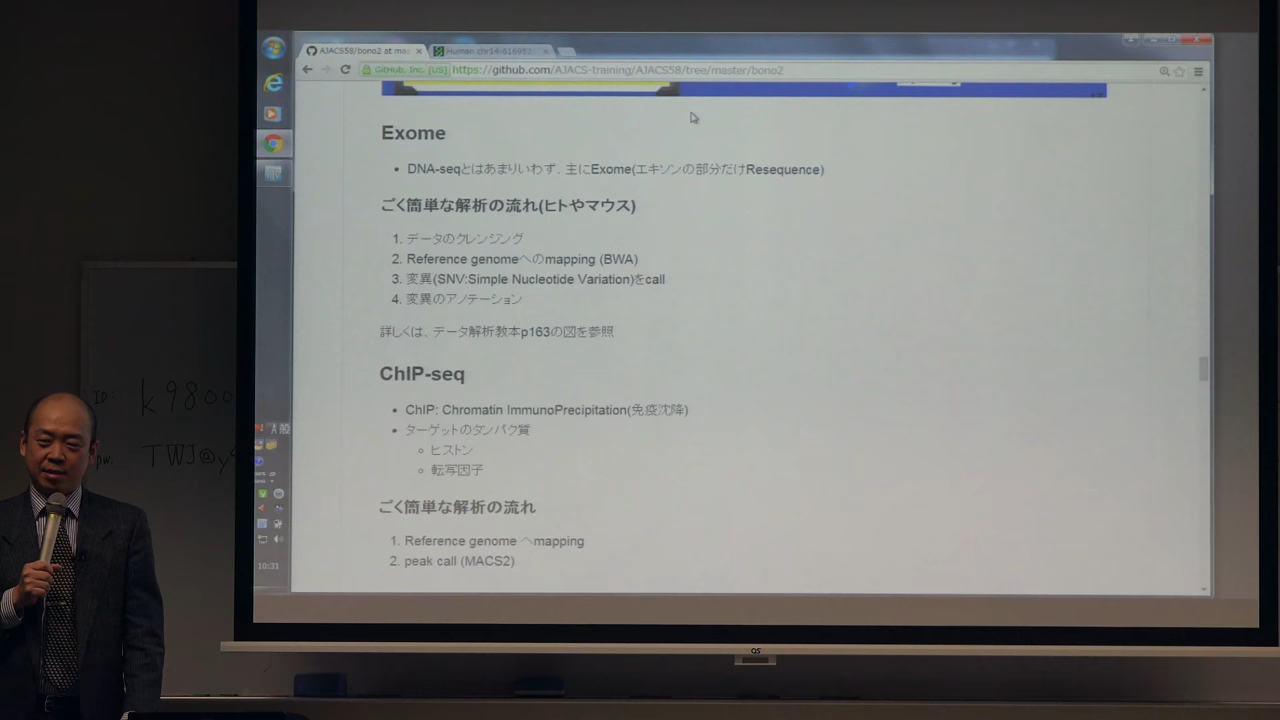 AJACS58/bono2 at mas
Human chr14:616952
GitHub, Inc. [US] https://github.com/AJACS-training/AJACS58/tree/master/bono2
Exome
DNA-seqとはあまりいわず、主にExome(エキソンの部分だけResequence)
ごく簡単な解析の流れ(ヒトやマウス)
1. データのクレンジング
2. Reference genomeへのmapping (BWA)
3. 変異(SNV:Simple Nucleotide Variation)をcall
4. 変異のアノテーション
詳しくは、データ解析教本p163の図を参照
ChIP-seq
ChIP: Chromatin ImmunoPrecipitation(免疫沈降)
ターゲットのタンパク質
ヒストン
転写因子
ごく簡単な解析の流れ
1. Reference genome へmapping
2. peak call (MACS2)
A 般
10:31
ID: k9800
pw: TWJ@y
OS